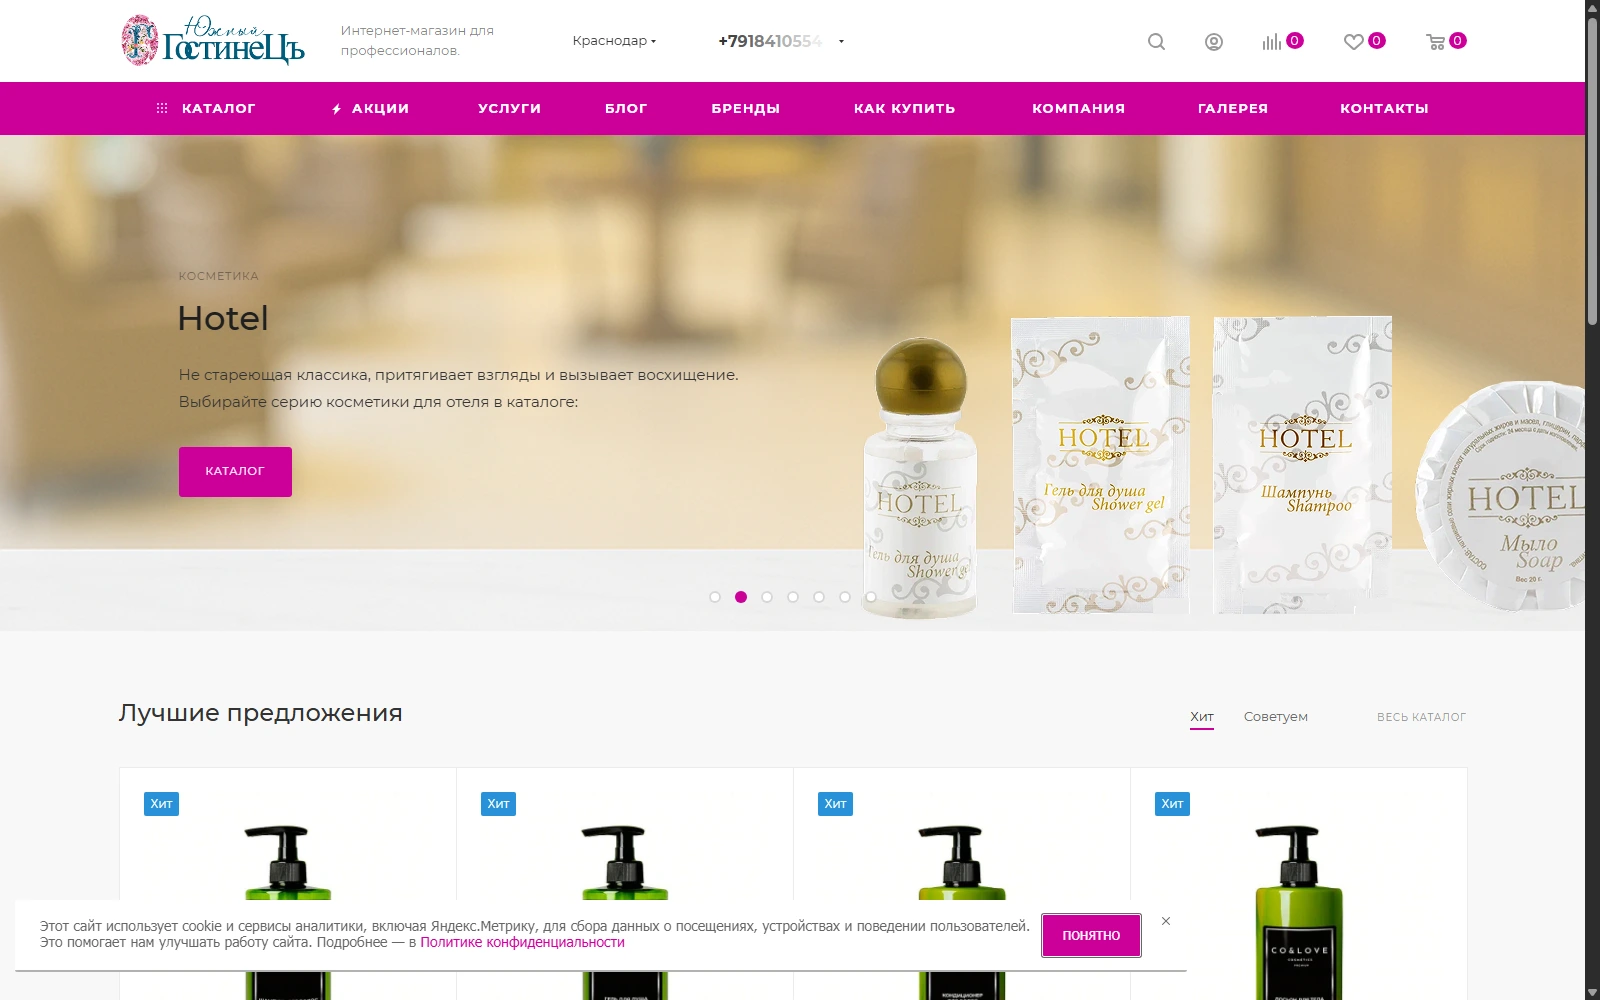 Южный
ГостинецЪ
Интернет-магазин для
профессионалов.
Краснодар
+7918410554
0
0
0
КАТАЛОГ
АКЦИИ
УСЛУГИ
БЛОГ
БРЕНДЫ
КАК КУПИТЬ
КОМПАНИЯ
ГАЛЕРЕЯ
КОНТАКТЫ
КОСМЕТИКА
Hotel
Не стареющая классика, притягивает взгляды и вызывает восхищение.
Выбирайте серию косметики для отеля в каталоге:
КАТАЛОГ
HOTEL
Гель для душа
Shower gel
HOTEL
Гель для душа
Shower gel
HOTEL
Шампунь
Shampoo
HOTEL
Мыло
Soap
Вес 20 г.
Лучшие предложения
Хит
Советуем
ВЕСЬ КАТАЛОГ
Хит
Хит
Хит
Хит
CO&LOVE
COSMETICS
Этот сайт использует cookie и сервисы аналитики, включая Яндекс.Метрику, для сбора данных о посещениях, устройствах и поведении пользователей.
Это помогает нам улучшать работу сайта. Подробнее — в Политике конфиденциальности
ПОНЯТНО